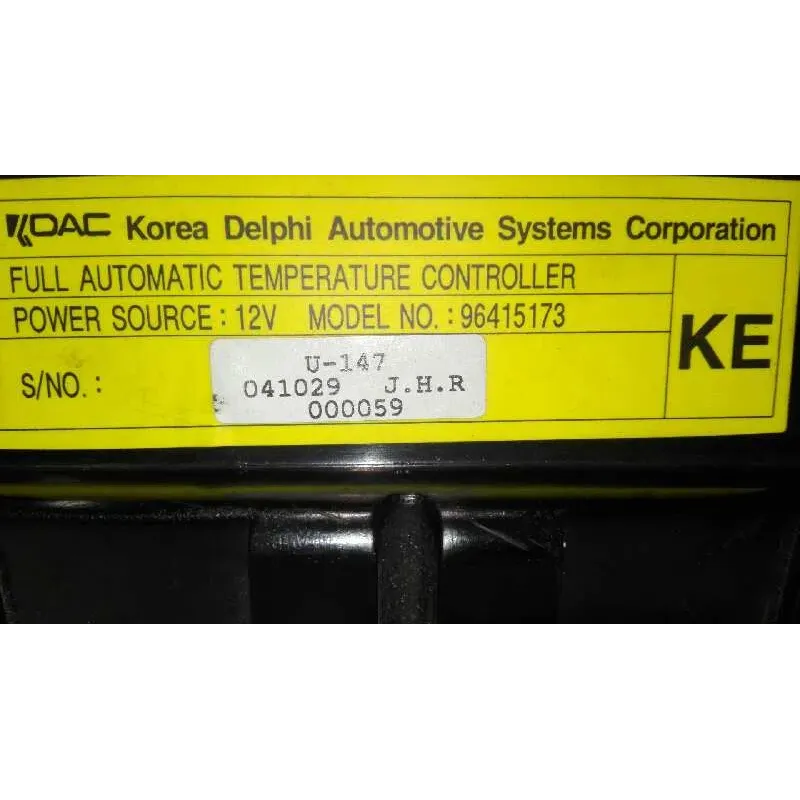 KDAC Korea Delphi Automotive Systems Corporation
FULL AUTOMATIC TEMPERATURE CONTROLLER
POWER SOURCE : 12V MODEL NO. : 96415173
KE
S/NO. :
U-147
041029 J.H.R
000059